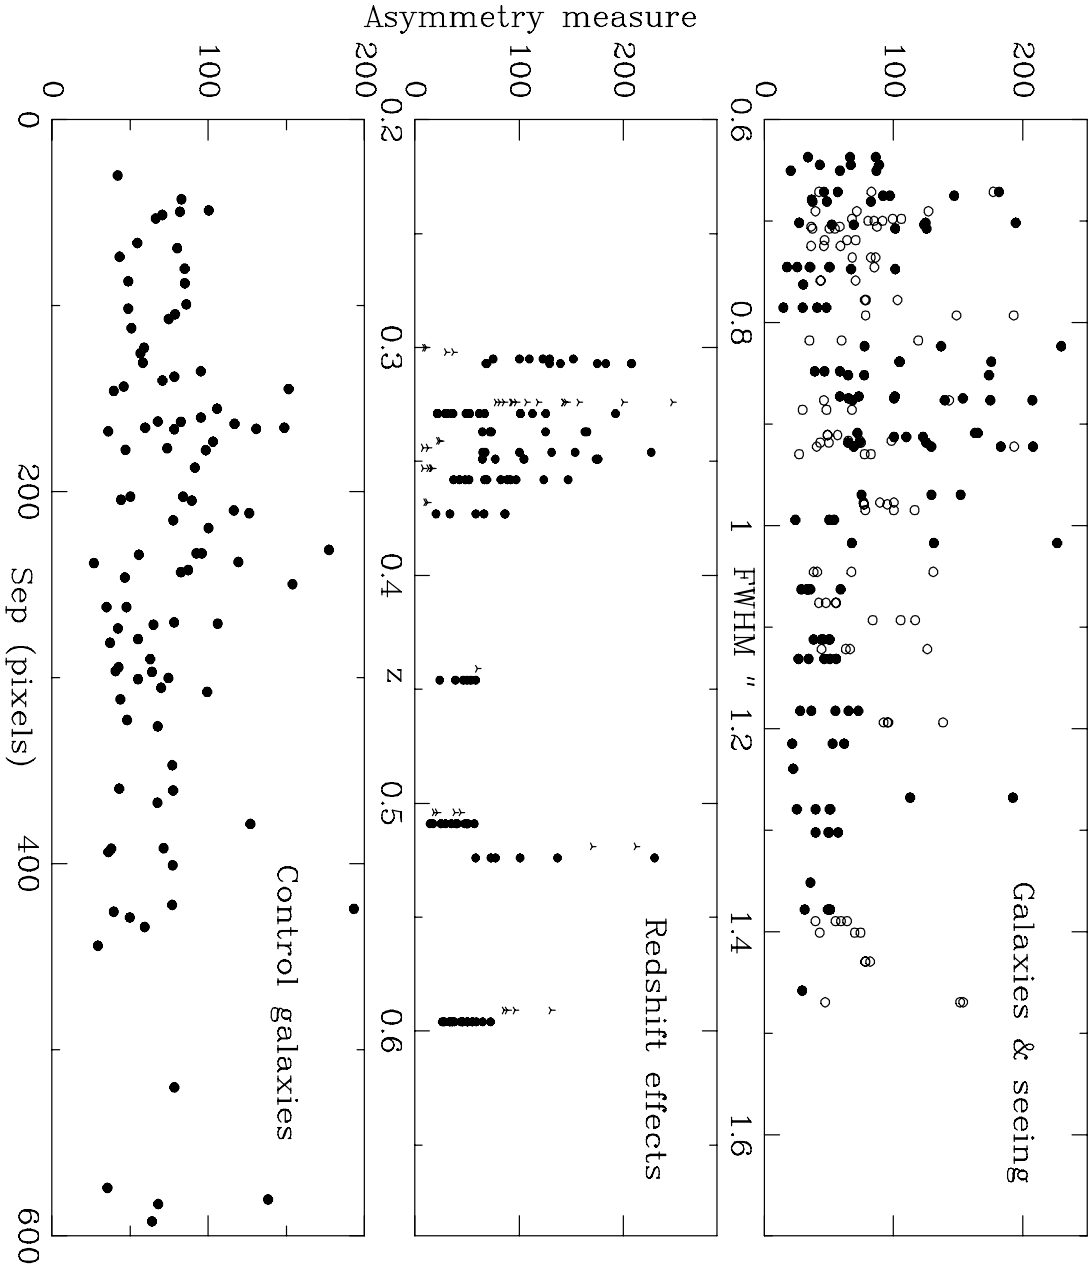 Asymmetry measure
0 100 200
0 100 200
0 100 200
0.6 0.8 1 FWHM " 1.2 1.4 1.6
Galaxies & seeing
0.2 0.3 0.4 z 0.5 0.6
Redshift effects
0 200 Sep (pixels) 400 600
Control galaxies